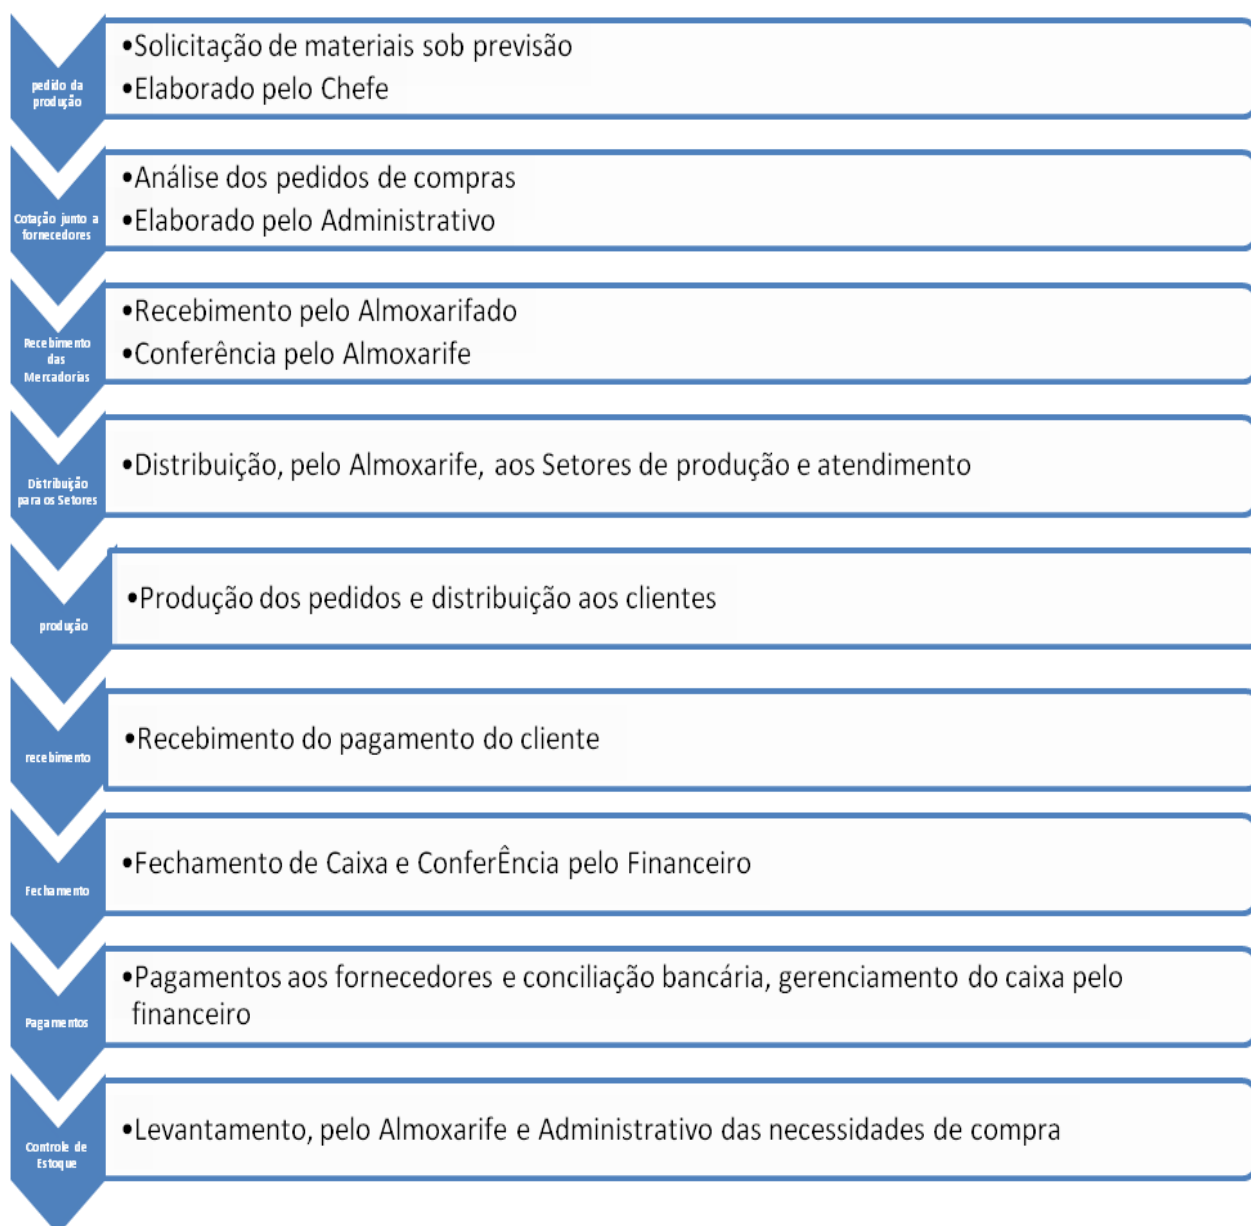 pedido da
produção
•Solicitação de materiais sob previsão
•Elaborado pelo Chefe
Cotação junto a
fornecedores
•Análise dos pedidos de compras
•Elaborado pelo Administrativo
Recebimento
das
Mercadorias
•Recebimento pelo Almoxarifado
•Conferência pelo Almoxarife
Distribuição
para os Setores
•Distribuição, pelo Almoxarife, aos Setores de produção e atendimento
produção
•Produção dos pedidos e distribuição aos clientes
recebimento
•Recebimento do pagamento do cliente
Fechamento
•Fechamento de Caixa e ConferÊncia pelo Financeiro
Pagamentos
•Pagamentos aos fornecedores e conciliação bancária, gerenciamento do caixa pelo
financeiro
Controle de
Estoque
•Levantamento, pelo Almoxarife e Administrativo das necessidades de compra